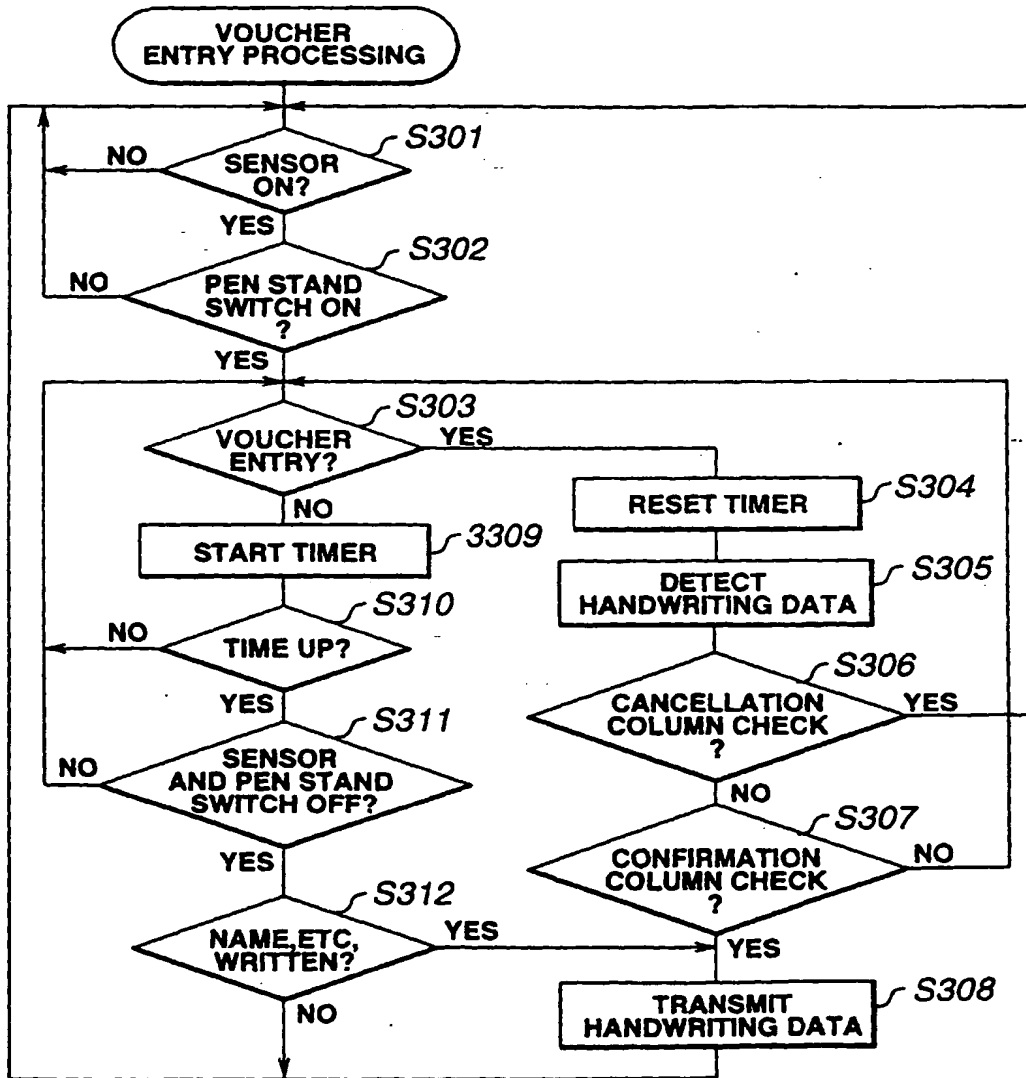 VOUCHER
ENTRY PROCESSING
S301
NO
SENSOR
ON?
YES
S302
NO
PEN STAND
SWITCH ON
?
YES
S303
VOUCHER
ENTRY?
YES
NO
S304
RESET TIMER
START TIMER
3309
S305
DETECT
HANDWRITING DATA
S310
NO
TIME UP?
YES
S306
CANCELLATION
COLUMN CHECK
?
YES
NO
S311
SENSOR
AND PEN STAND
SWITCH OFF?
NO
YES
S307
CONFIRMATION
COLUMN CHECK
?
NO
YES
S312
NAME,ETC,
WRITTEN?
YES
NO
S308
TRANSMIT
HANDWRITING DATA